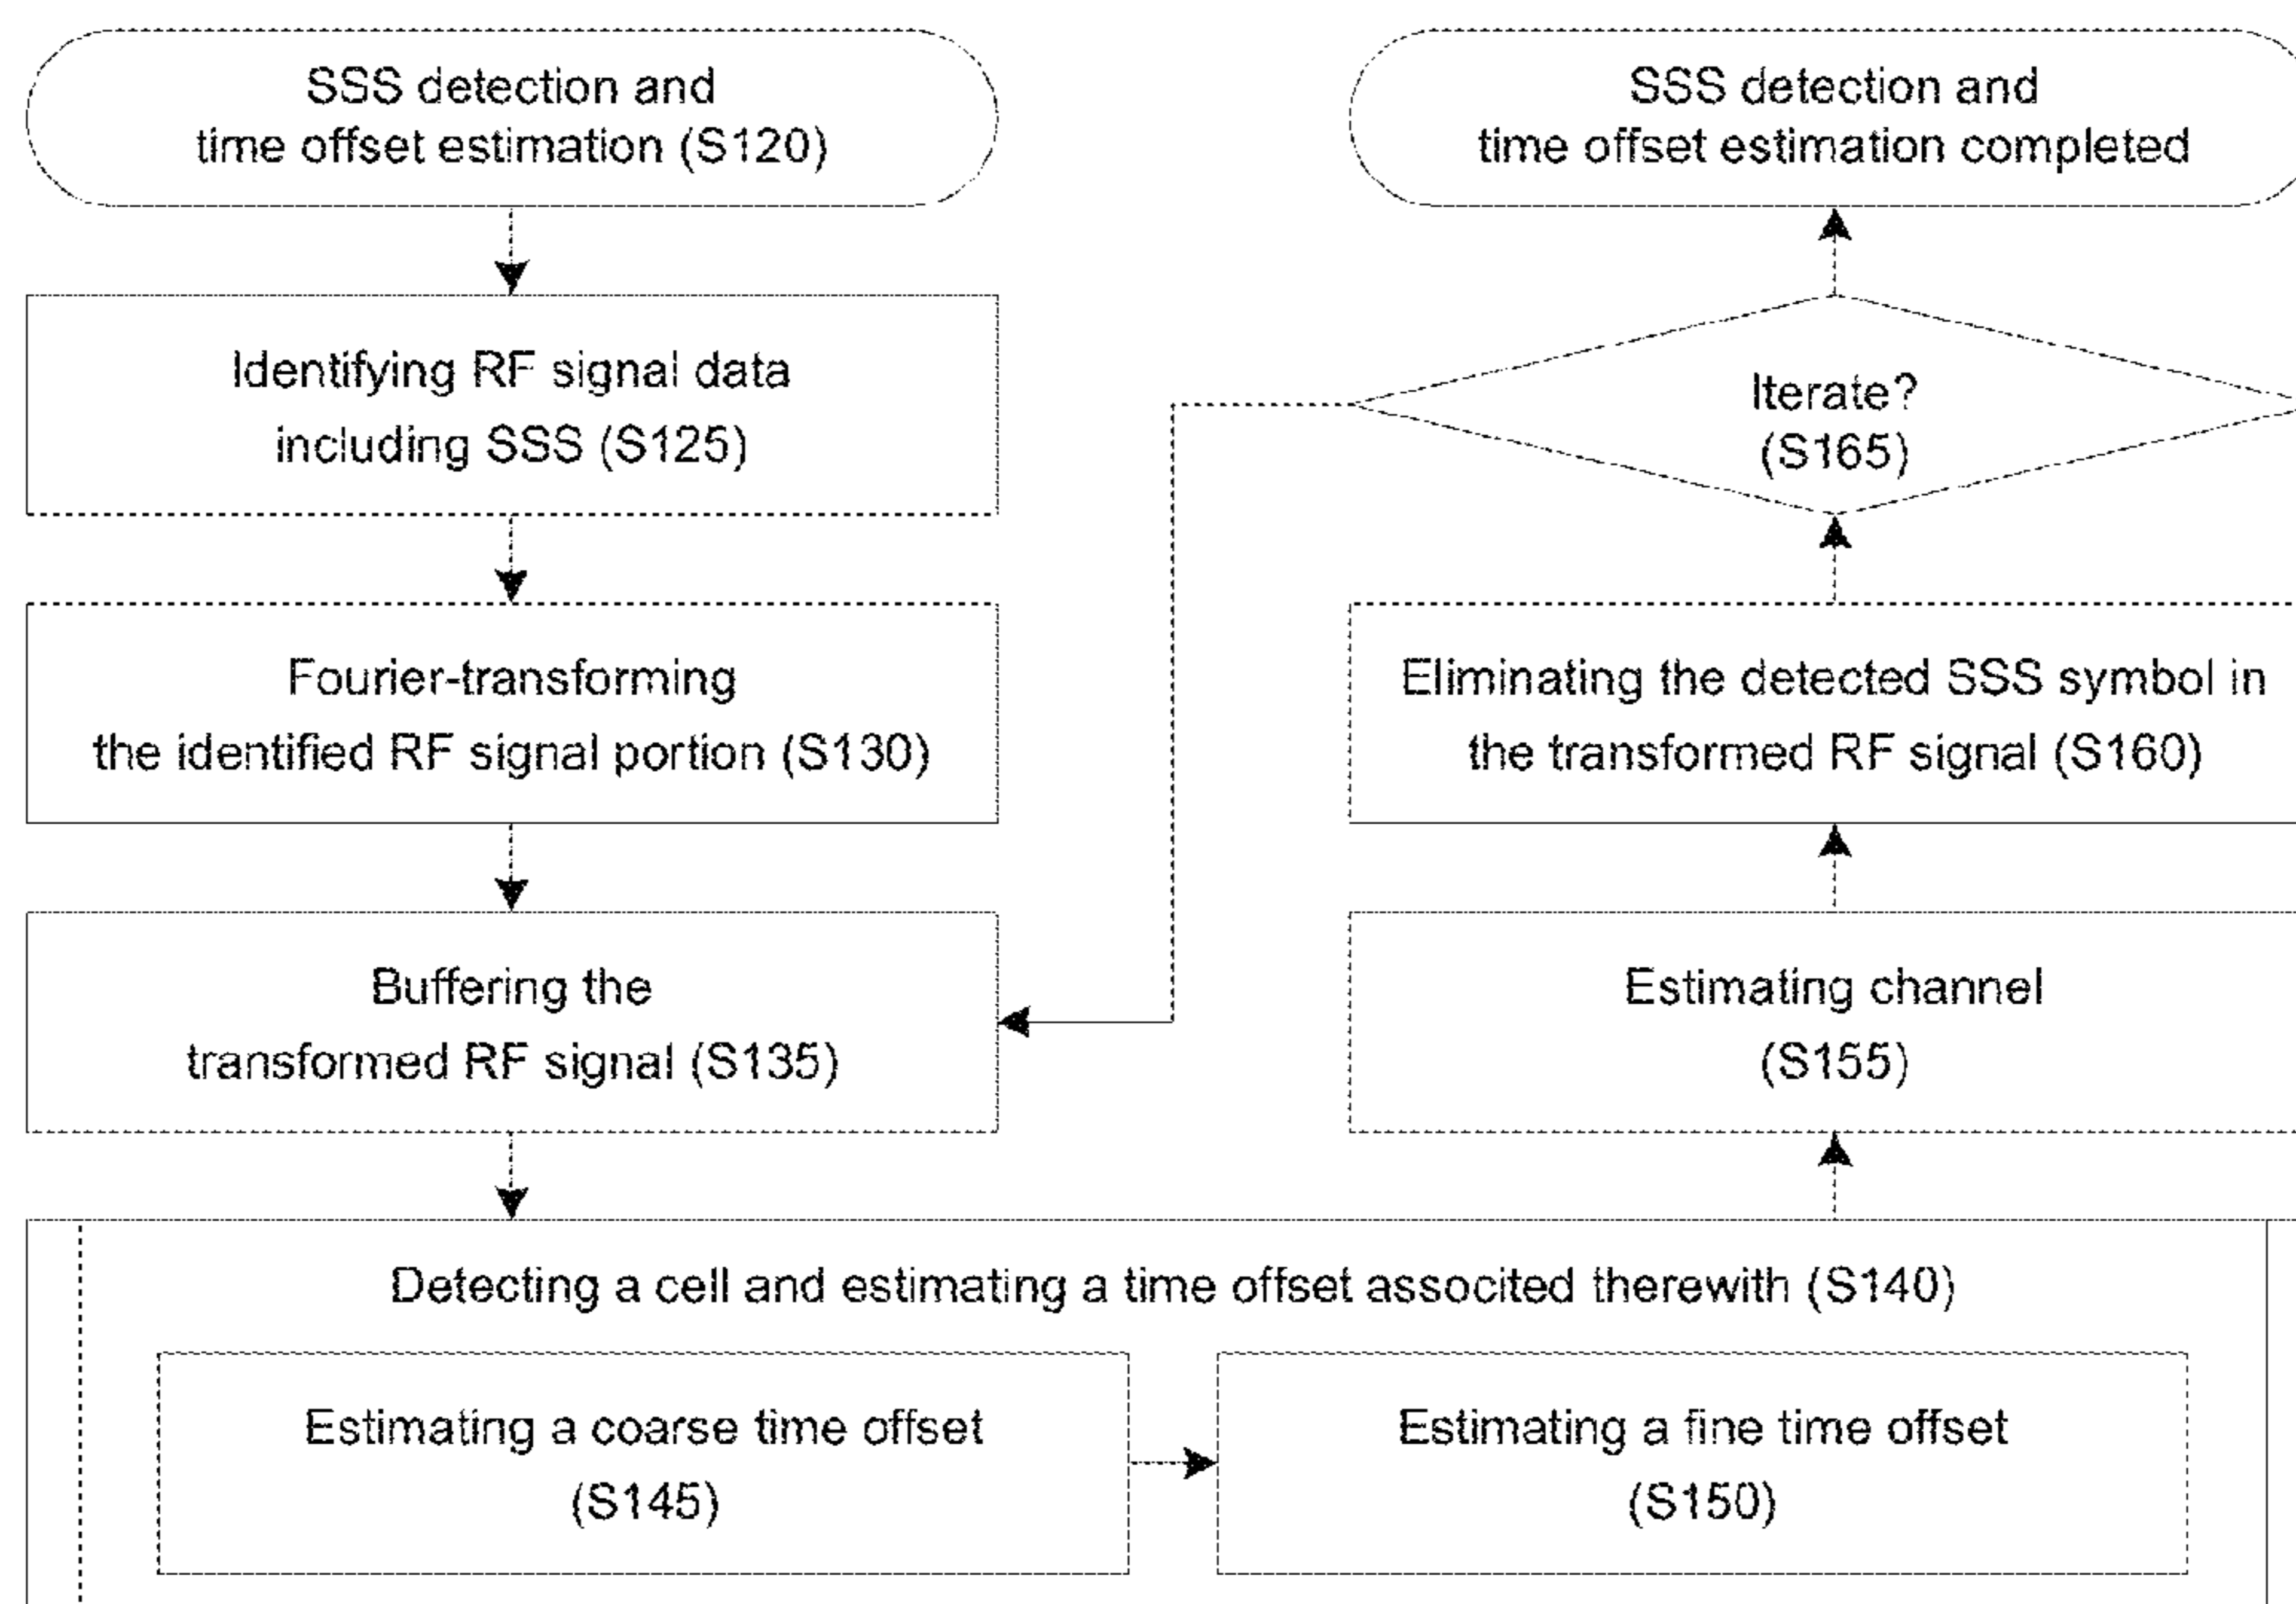 SSS detection and
time offset estimation (S120)
Identifying RF signal data
including SSS (S125)
Fourier-transforming
the identified RF signal portion (S130)
Buffering the
transformed RF signal (S135)
Detecting a cell and estimating a time offset associted therewith (S140)
Estimating a coarse time offset
(S145)
Estimating a fine time offset
(S150)
Estimating channel
(S155)
Eliminating the detected SSS symbol in
the transformed RF signal (S160)
Iterate?
(S165)
SSS detection and
time offset estimation completed